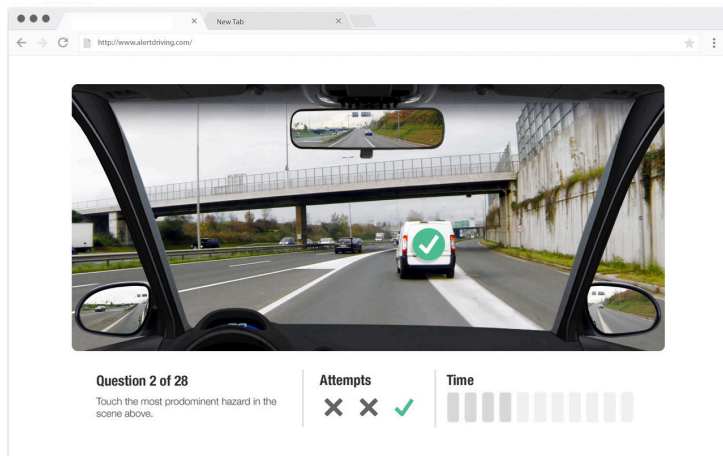 New Tab
http://www.alertdriving.com/
Question 2 of 28
Touch the most prodominent hazard in the
scene above.
Attempts
Time